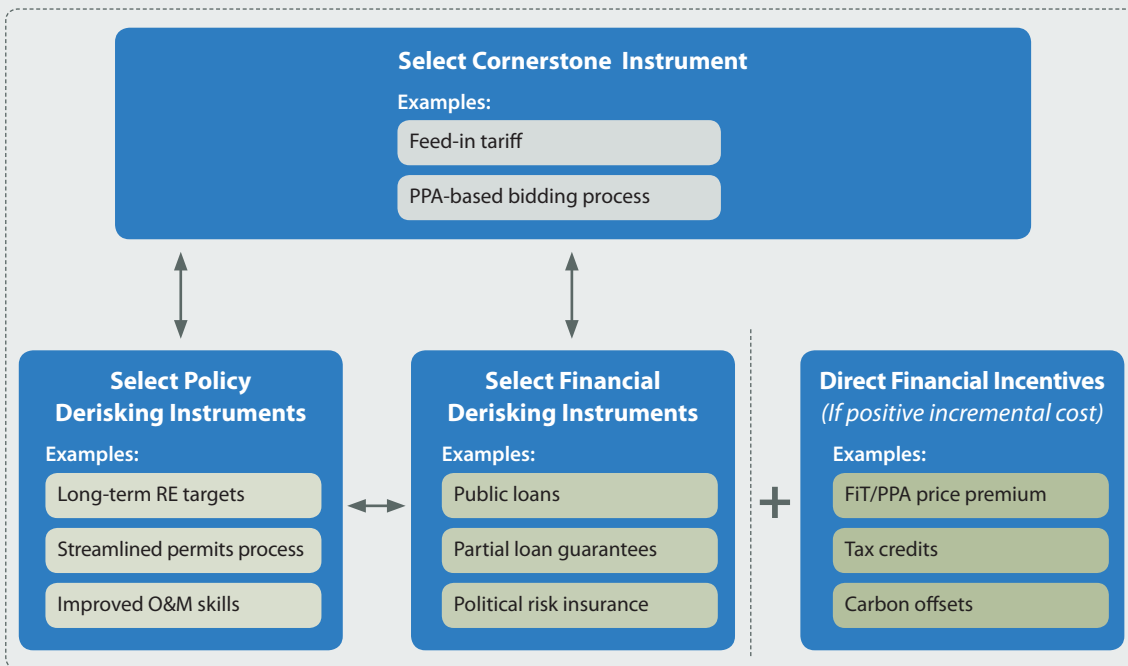 Select Cornerstone Instrument
Examples:
Feed-in tariff
PPA-based bidding process
Select Policy
Derisking Instruments
Examples:
Long-term RE targets
Streamlined permits process
Improved O&M skills
Select Financial
Derisking Instruments
Examples:
Public loans
Partial loan guarantees
Political risk insurance
+
Direct Financial Incentives
(If positive incremental cost)
Examples:
FiT/PPA price premium
Tax credits
Carbon offsets